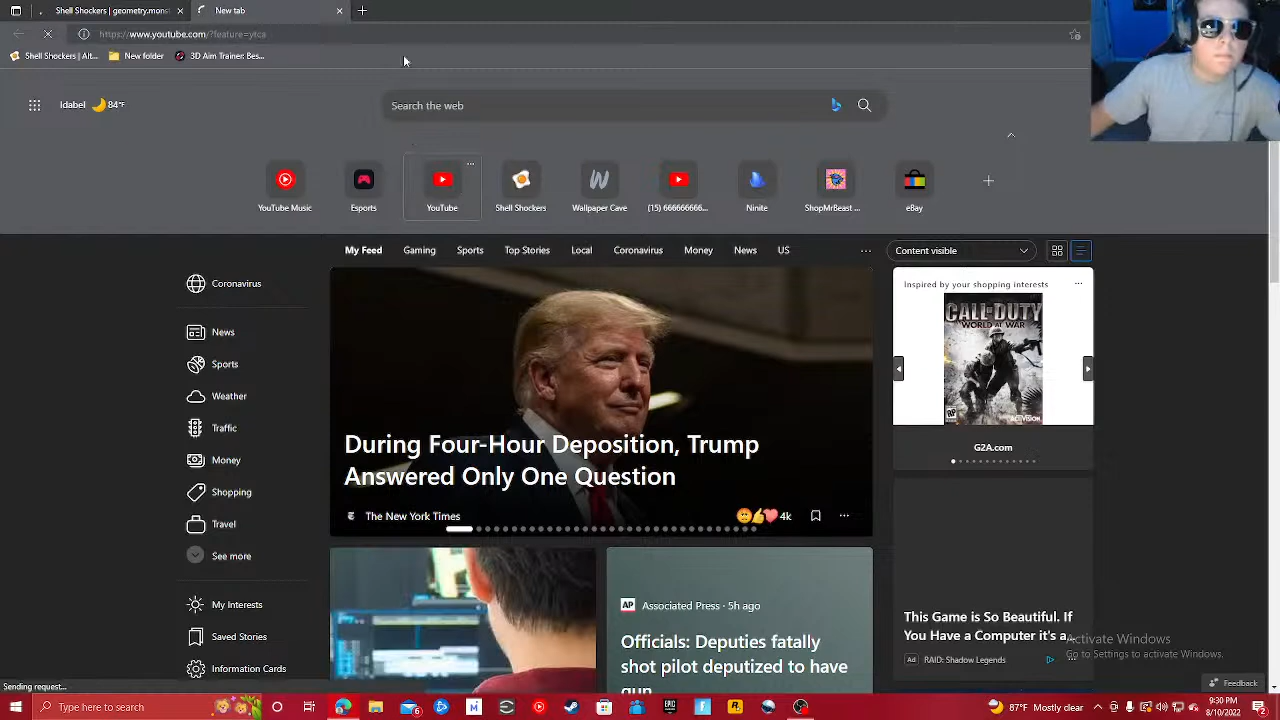 Shell Shockers | geometry.monst
New tab
https://www.youtube.com/?feature=ytca
Shell Shockers | Alt...
New folder
3D Aim Trainer: Bes...
Idabel
84°F
Search the web
YouTube Music
Esports
YouTube
Shell Shockers
Wallpaper Cave
(15) 666666666...
Ninite
ShopMrBeast ...
eBay
My Feed
Gaming
Sports
Top Stories
Local
Coronavirus
Money
News
US
...
Content visible
Coronavirus
News
Sports
Weather
Traffic
Money
Shopping
Travel
See more
My Interests
Saved Stories
Information Cards
During Four-Hour Deposition, Trump
Answered Only One Question
The New York Times
4k
Inspired by your shopping interests
CALL OF DUTY
WORLD AT WAR
ACTIVISION
G2A.com
AP Associated Press · 5h ago
Officials: Deputies fatally
shot pilot deputized to have
gun
This Game is So Beautiful. If
You Have a Computer it's a...
Ad RAID: Shadow Legends
Activate Windows
Go to Settings to activate Windows.
Feedback
Sending request...
Type here to search
87°F Mostly clear
9:30 PM
8/10/2022